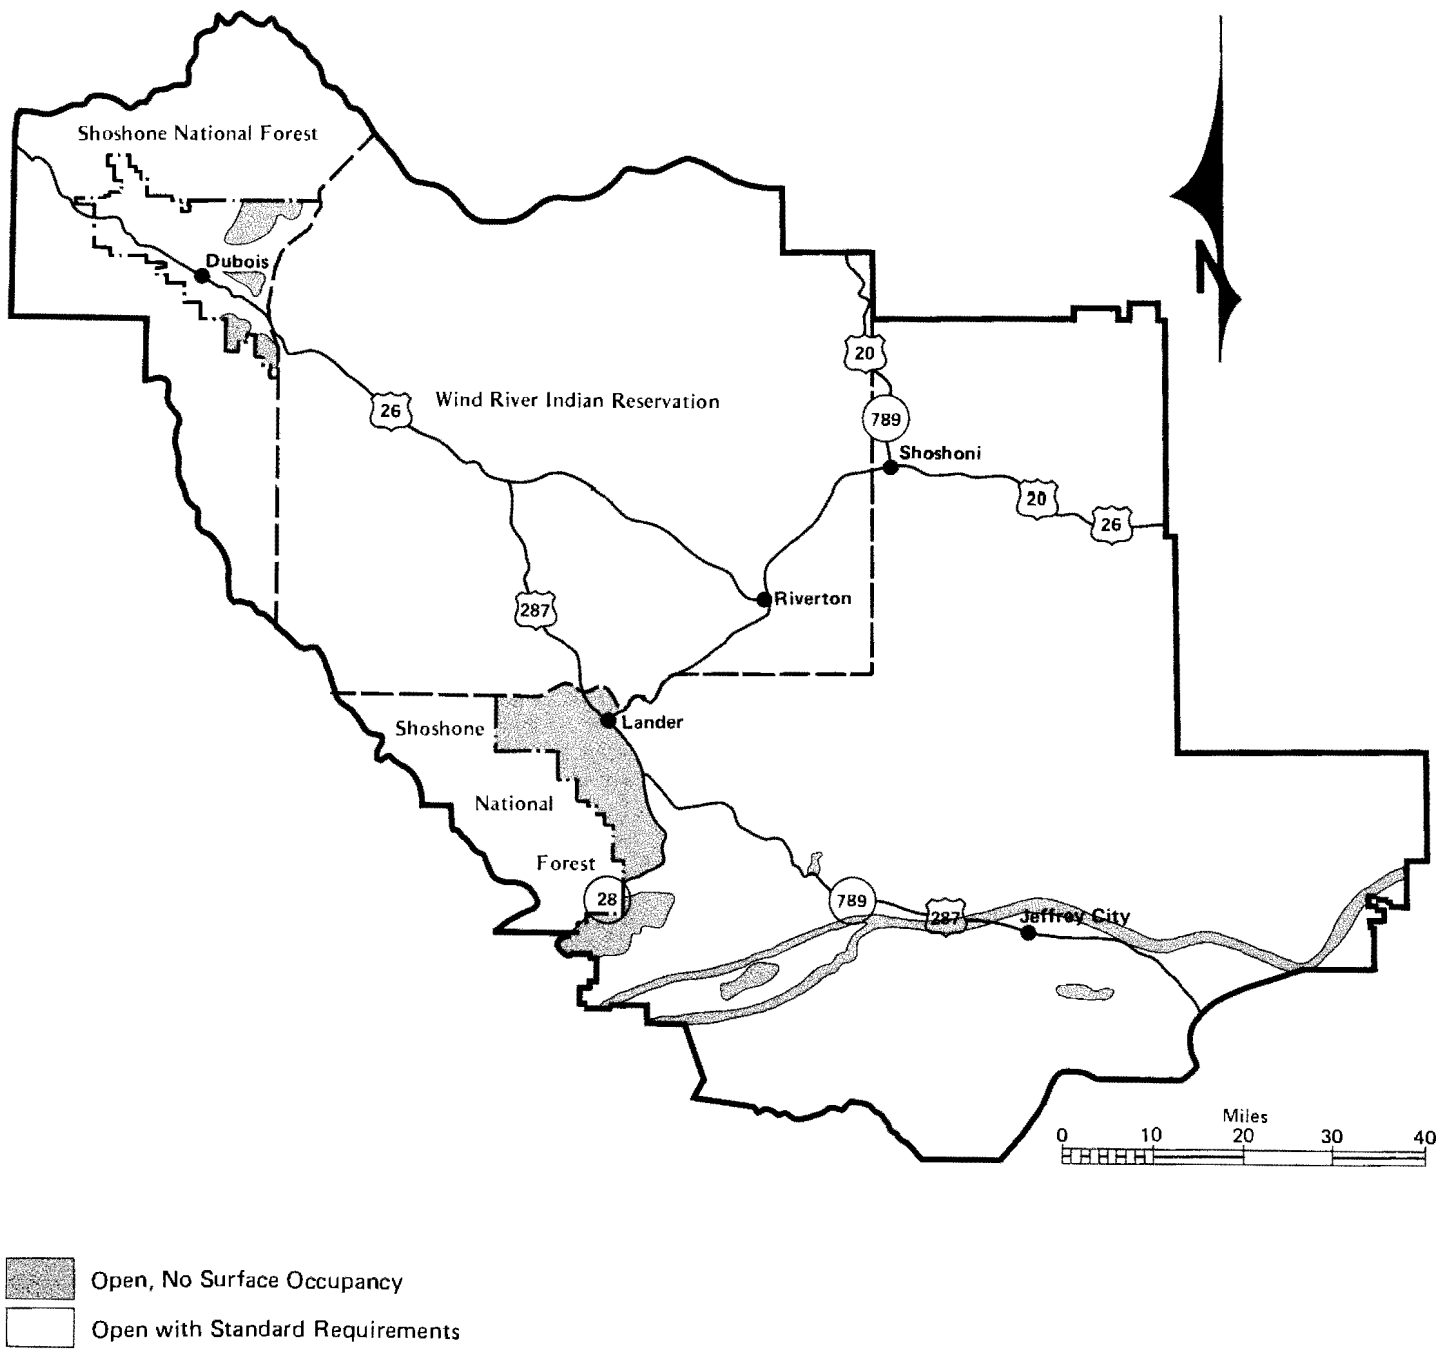 Shoshone National Forest
N
Dubois
20
Wind River Indian Reservation
26
789
Shoshoni
20
26
Riverton
287
Shoshone
Lander
National
Forest
28
789
287
Jeffrey City
Miles
0 10 20 30 40
Open, No Surface Occupancy
Open with Standard Requirements